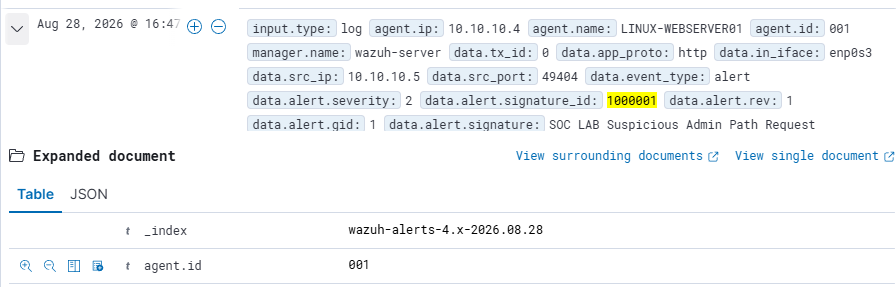 Aug 28, 2026 @ 16:47
input.type: log agent.ip: 10.10.10.4 agent.name: LINUX-WEBSERVER01 agent.id: 001
manager.name: wazuh-server data.tx_id: 0 data.app_proto: http data.in_iface: enp0s3
data.src_ip: 10.10.10.5 data.src_port: 49404 data.event_type: alert
data.alert.severity: 2 data.alert.signature_id: 1000001 data.alert.rev: 1
data.alert.gid: 1 data.alert.signature: SOC LAB Suspicious Admin Path Request
Expanded document View surrounding documents View single document
Table JSON
t _index wazuh-alerts-4.x-2026.08.28
t agent.id 001